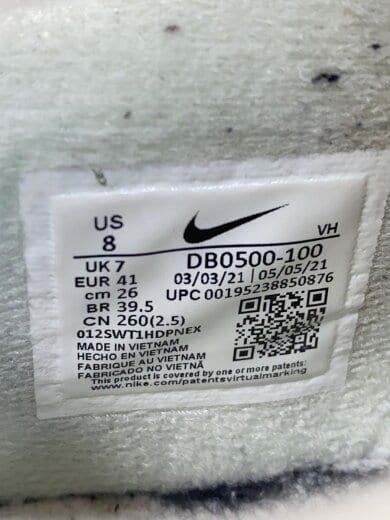 US
8
VH
UK 7
EUR 41
cm 26
BR 39.5
CN 260(2.5)
DB0500-100
03/03/21 | 05/05/21
UPC 00195238850876
012SWT1HDPNEX
MADE IN VIETNAM
HECHO EN VIETNAM
FABRIQUE AU VIETNAM
FABRICADO NO VIETNÃ
This product is covered by one of more patents:
www.nike.com/patentsvirtualmarking